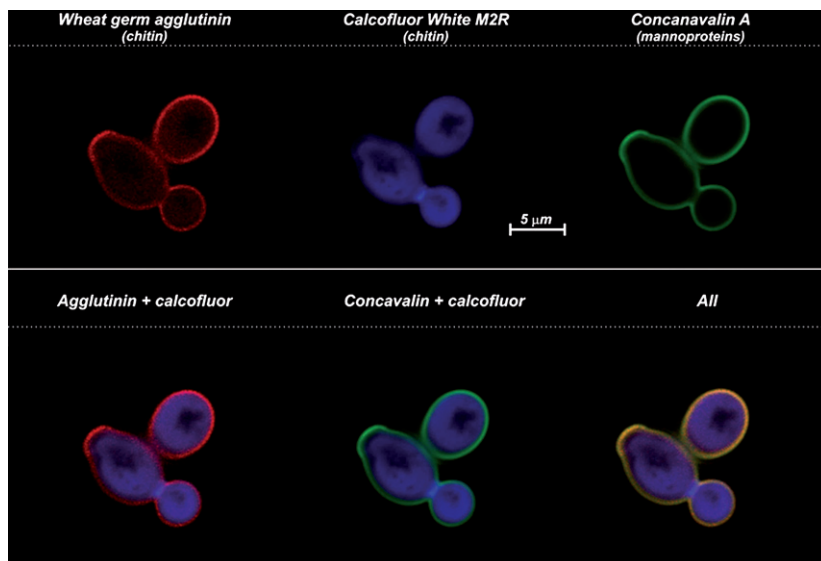 Wheat germ agglutinin
(chitin)
Calcofluor White M2R
(chitin)
Concanavalin A
(mannoproteins)
5 μm
Agglutinin + calcofluor
Concavalin + calcofluor
All